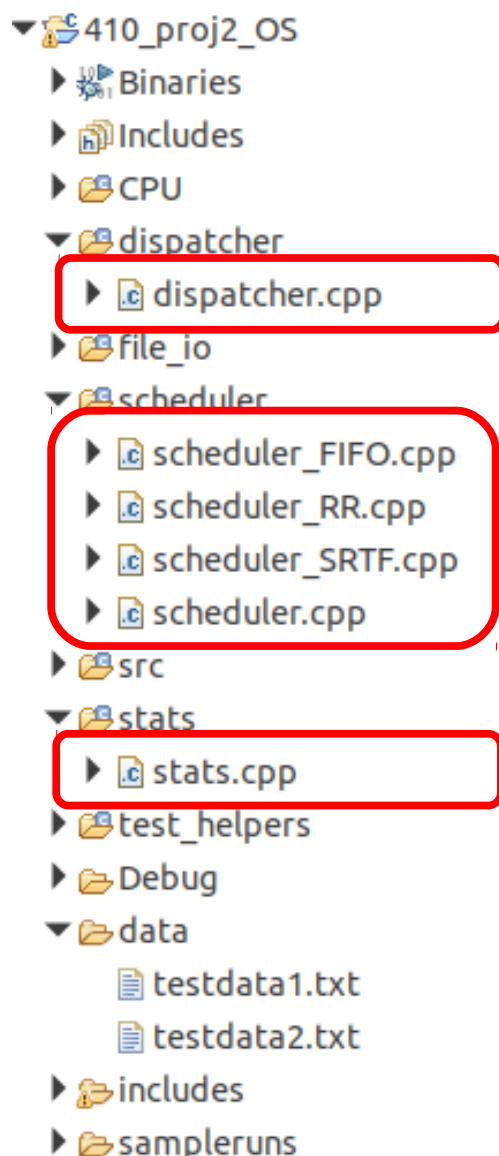 410_proj2_OS
Binaries
Includes
CPU
dispatcher
dispatcher.cpp
file_io
scheduler
scheduler_FIFO.cpp
scheduler_RR.cpp
scheduler_SRTF.cpp
scheduler.cpp
src
stats
stats.cpp
test_helpers
Debug
data
testdata1.txt
testdata2.txt
includes
sampleruns